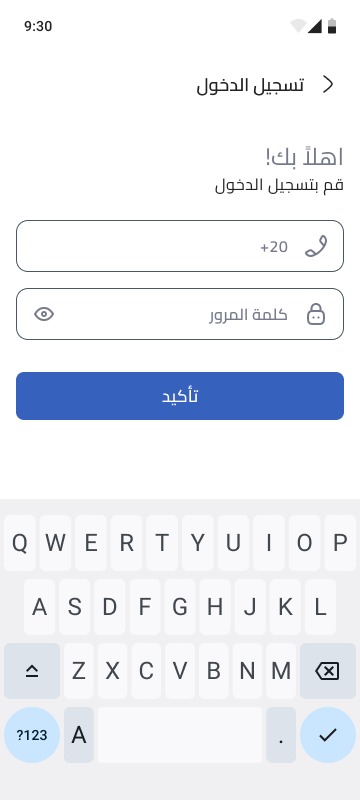 9:30
تسجيل الدخول
اهلاً بك!
قم بتسجيل الدخول
+20
كلمة المرور
تأكيد
Q W E R T Y U I O P
A S D F G H J K L
Z X C V B N M
?123 A .